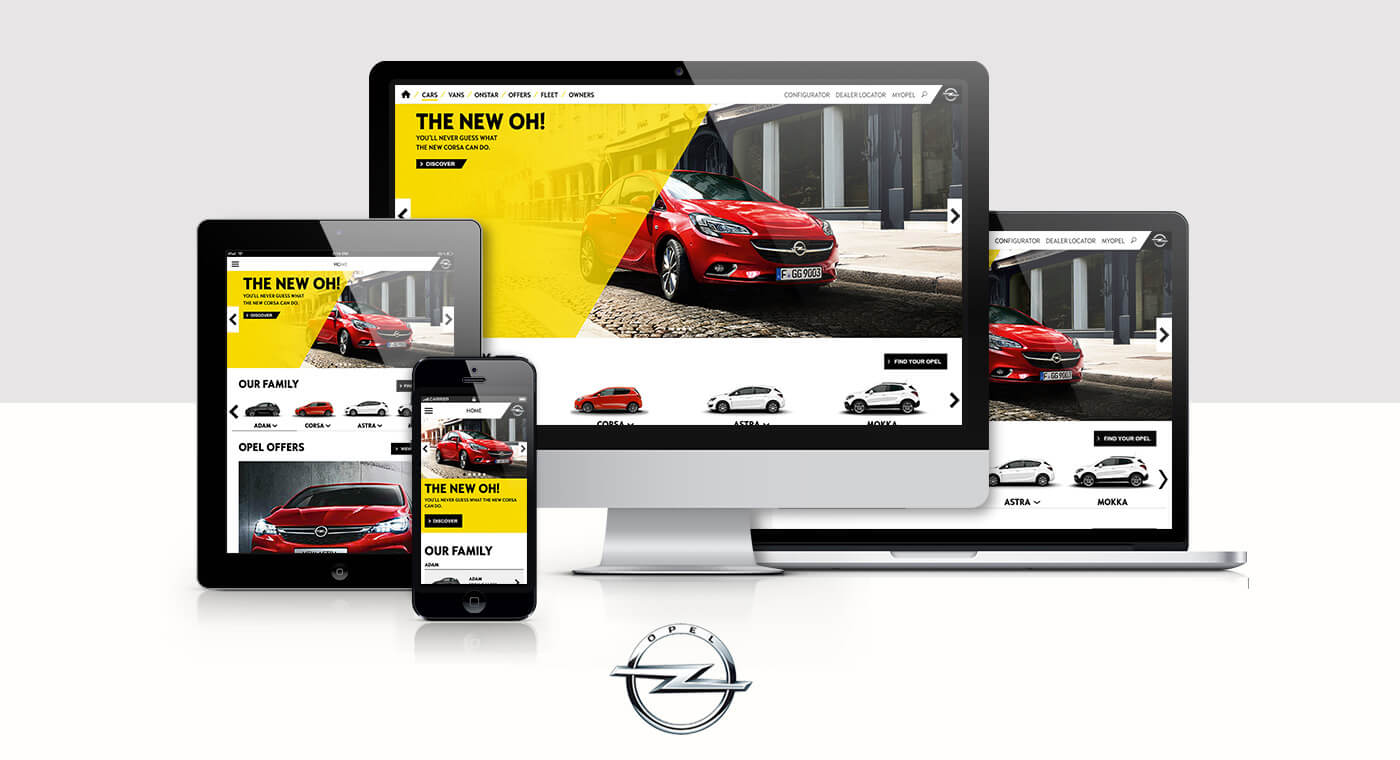 CARS / VANS / ONSTAR / OFFERS / FLEET / OWNERS
CONFIGURATOR DEALER LOCATOR MYOPEL
THE NEW OH!
YOU'LL NEVER GUESS WHAT
THE NEW CORSA CAN DO.
DISCOVER
F GG 9003
FIND YOUR OPEL
CORSA
ASTRA
MOKKA
iPad
HOME
THE NEW OH!
YOU'LL NEVER GUESS WHAT
THE NEW CORSA CAN DO.
DISCOVER
OUR FAMILY
ADAM
CORSA
ASTRA
OPEL OFFERS
CARRIER
HOME
THE NEW OH!
YOU'LL NEVER GUESS WHAT THE NEW CORSA
CAN DO.
DISCOVER
OUR FAMILY
ADAM
ADAM
CONFIGURATOR DEALER LOCATOR MYOPEL
F GG 9003
FIND YOUR OPEL
ASTRA
MOKKA
OPEL